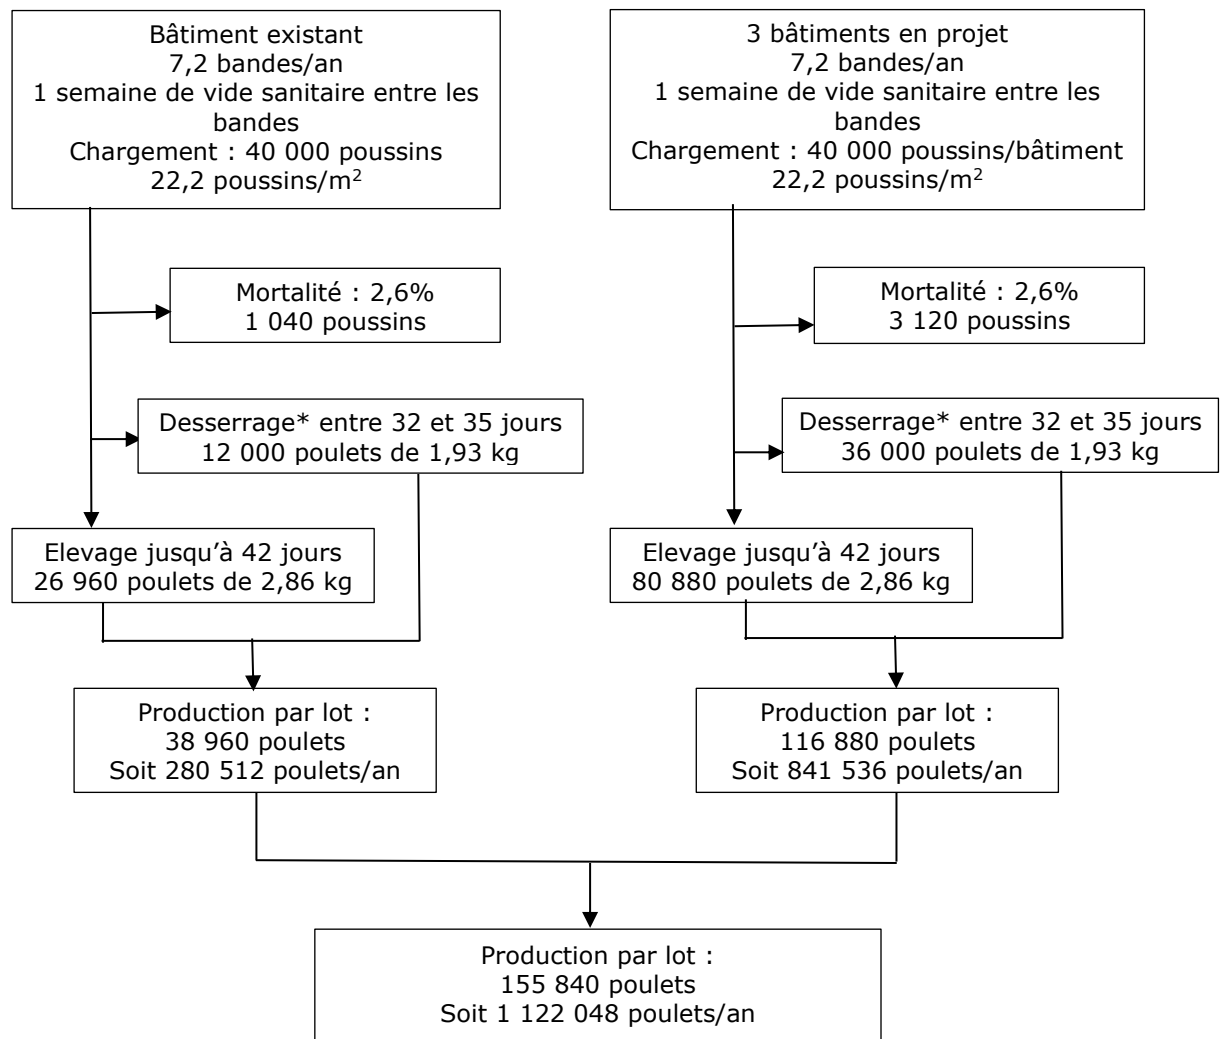 Bâtiment existant
7,2 bandes/an
1 semaine de vide sanitaire entre les
bandes
Chargement : 40 000 poussins
22,2 poussins/m²
3 bâtiments en projet
7,2 bandes/an
1 semaine de vide sanitaire entre les
bandes
Chargement : 40 000 poussins/bâtiment
22,2 poussins/m²
Mortalité : 2,6%
1 040 poussins
Mortalité : 2,6%
3 120 poussins
Desserrage* entre 32 et 35 jours
12 000 poulets de 1,93 kg
Desserrage* entre 32 et 35 jours
36 000 poulets de 1,93 kg
Elevage jusqu’à 42 jours
26 960 poulets de 2,86 kg
Elevage jusqu’à 42 jours
80 880 poulets de 2,86 kg
Production par lot :
38 960 poulets
Soit 280 512 poulets/an
Production par lot :
116 880 poulets
Soit 841 536 poulets/an
Production par lot :
155 840 poulets
Soit 1 122 048 poulets/an